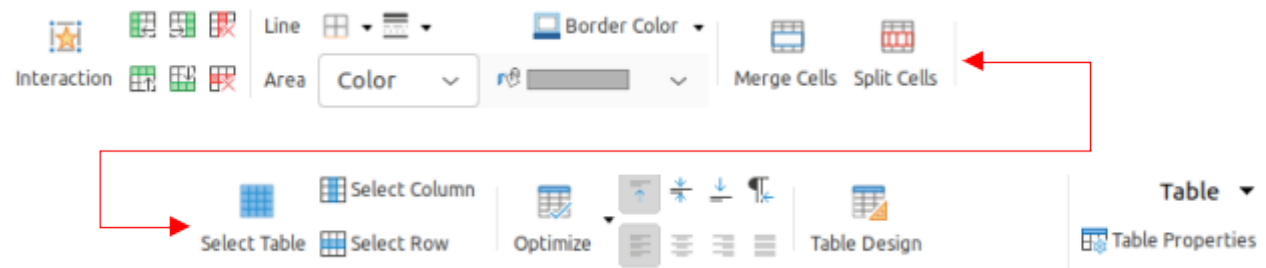 Line
Border Color
Interaction
Area
Color
Merge Cells
Split Cells
Select Column
Table
Select Table
Select Row
Optimize
Table Design
Table Properties